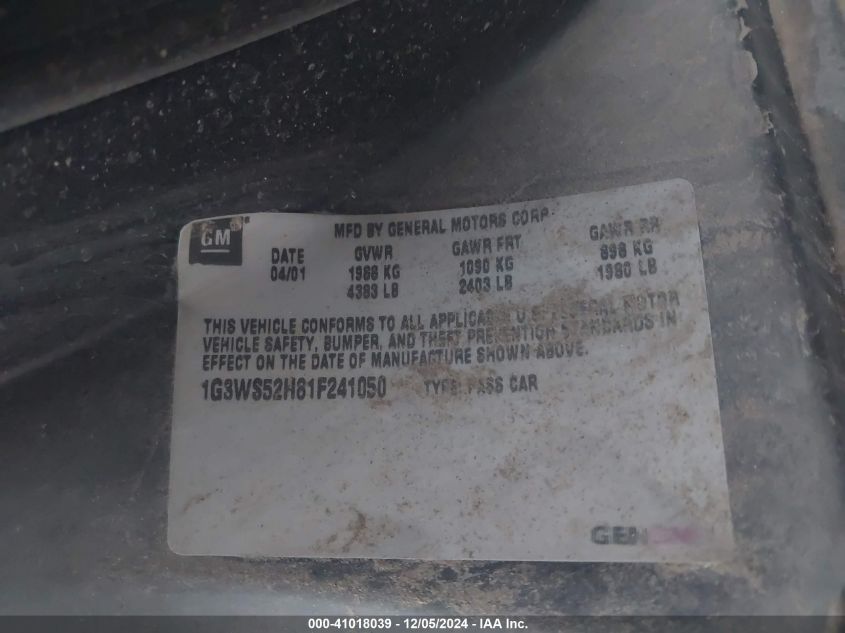 GM
MFD BY GENERAL MOTORS CORP
DATE GVWR GAWR FRT GAWR RR
04/01 1988 KG 1090 KG 898 KG
4383 LB 2403 LB 1980 LB
THIS VEHICLE CONFORMS TO ALL APPLICABLE U.S. FEDERAL MOTOR
VEHICLE SAFETY, BUMPER, AND THEFT PREVENTION STANDARDS IN
EFFECT ON THE DATE OF MANUFACTURE SHOWN ABOVE.
1G3WS52H81F241050 TYPE: PASS CAR
000-41018039 - 12/05/2024 - IAA Inc.